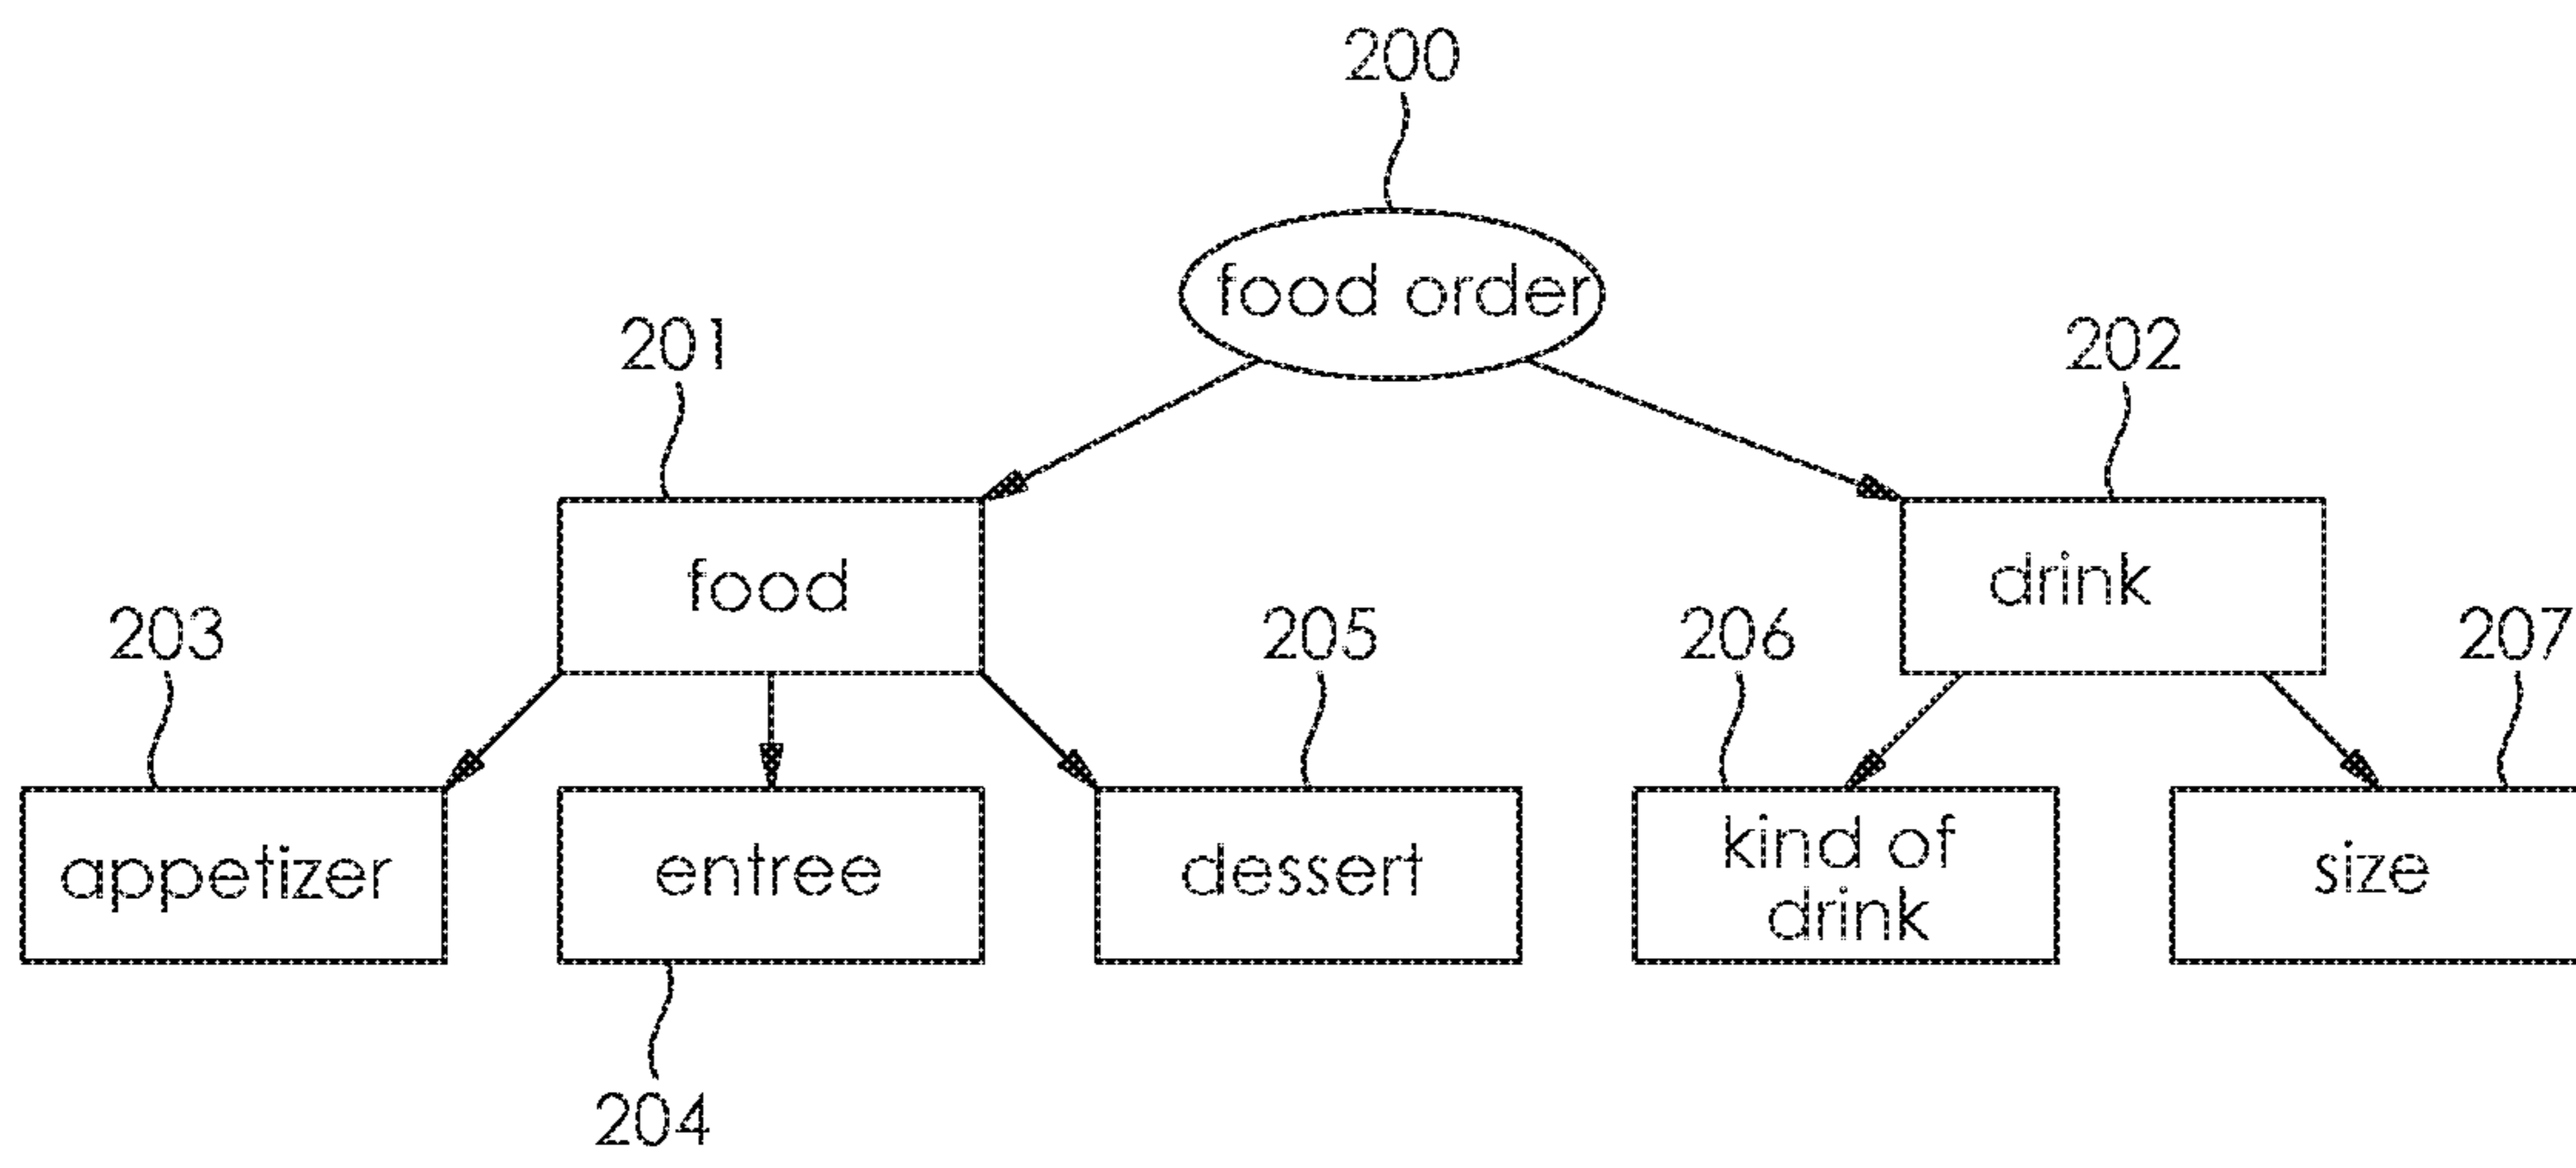 200
food order
201
202
food
drink
203
205
206
207
appetizer
entree
dessert
kind of
drink
size
204